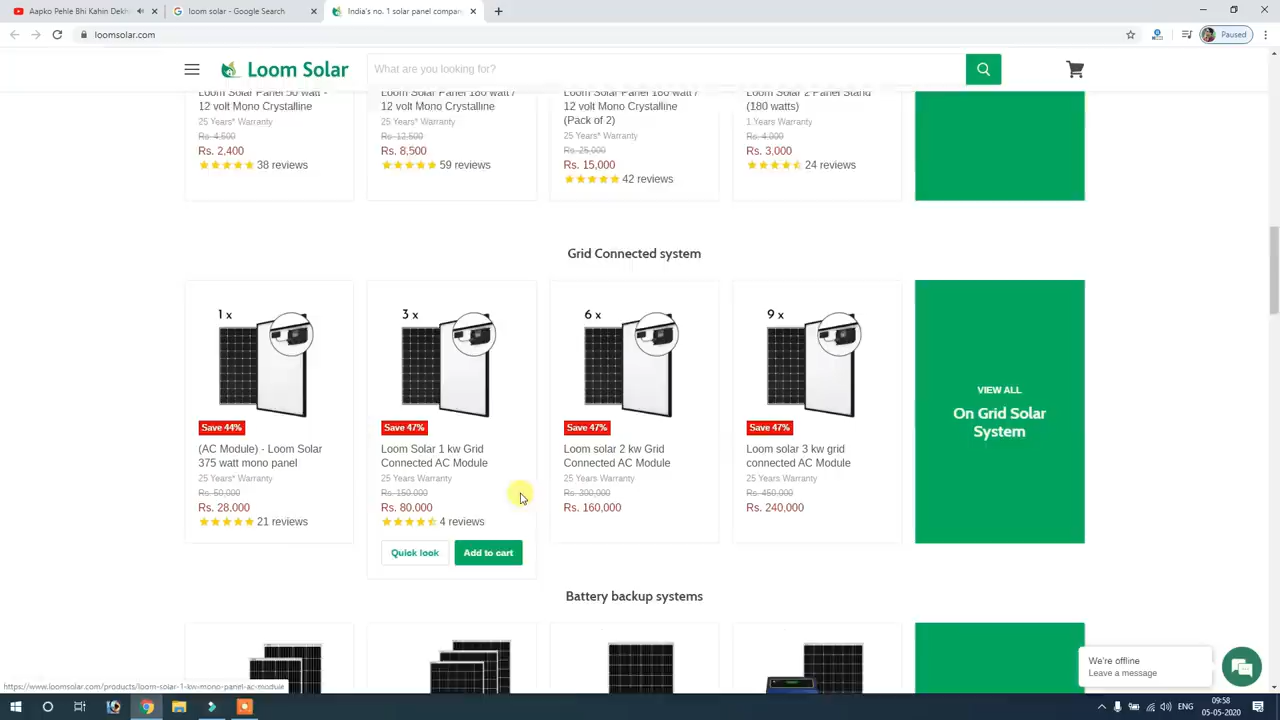 Aapko Pehle Bhi Kahin Dekh
loom solar - Google Search
India's no. 1 solar panel compan
loomsolar.com
Paused
Loom Solar
What are you looking for?
Loom Solar Panel 50 watt -
12 volt Mono Crystalline
25 Years* Warranty
Rs. 4,500
Rs. 2,400
38 reviews
Loom Solar Panel 180 watt /
12 volt Mono Crystalline
25 Years* Warranty
Rs. 12,500
Rs. 8,500
59 reviews
Loom Solar Panel 180 watt /
12 volt Mono Crystalline
(Pack of 2)
25 Years* Warranty
Rs. 25,000
Rs. 15,000
42 reviews
Loom Solar 2 Panel Stand
(180 watts)
1 Years Warranty
Rs. 4,000
Rs. 3,000
24 reviews
Grid Connected system
1 x
Save 44%
(AC Module) - Loom Solar
375 watt mono panel
25 Years* Warranty
Rs. 50,000
Rs. 28,000
21 reviews
3 x
Save 47%
Loom Solar 1 kw Grid
Connected AC Module
25 Years Warranty
Rs. 150,000
Rs. 80,000
4 reviews
Quick look
Add to cart
6 x
Save 47%
Loom solar 2 kw Grid
Connected AC Module
25 Years Warranty
Rs. 300,000
Rs. 160,000
9 x
Save 47%
Loom solar 3 kw grid
connected AC Module
25 Years Warranty
Rs. 450,000
Rs. 240,000
VIEW ALL
On Grid Solar
System
Battery backup systems
We're offline
Leave a message
https://www.loomsolar.com/products/loom-solar-1-kw-mono-panel-ac-module
ENG
09:58
05-05-2020